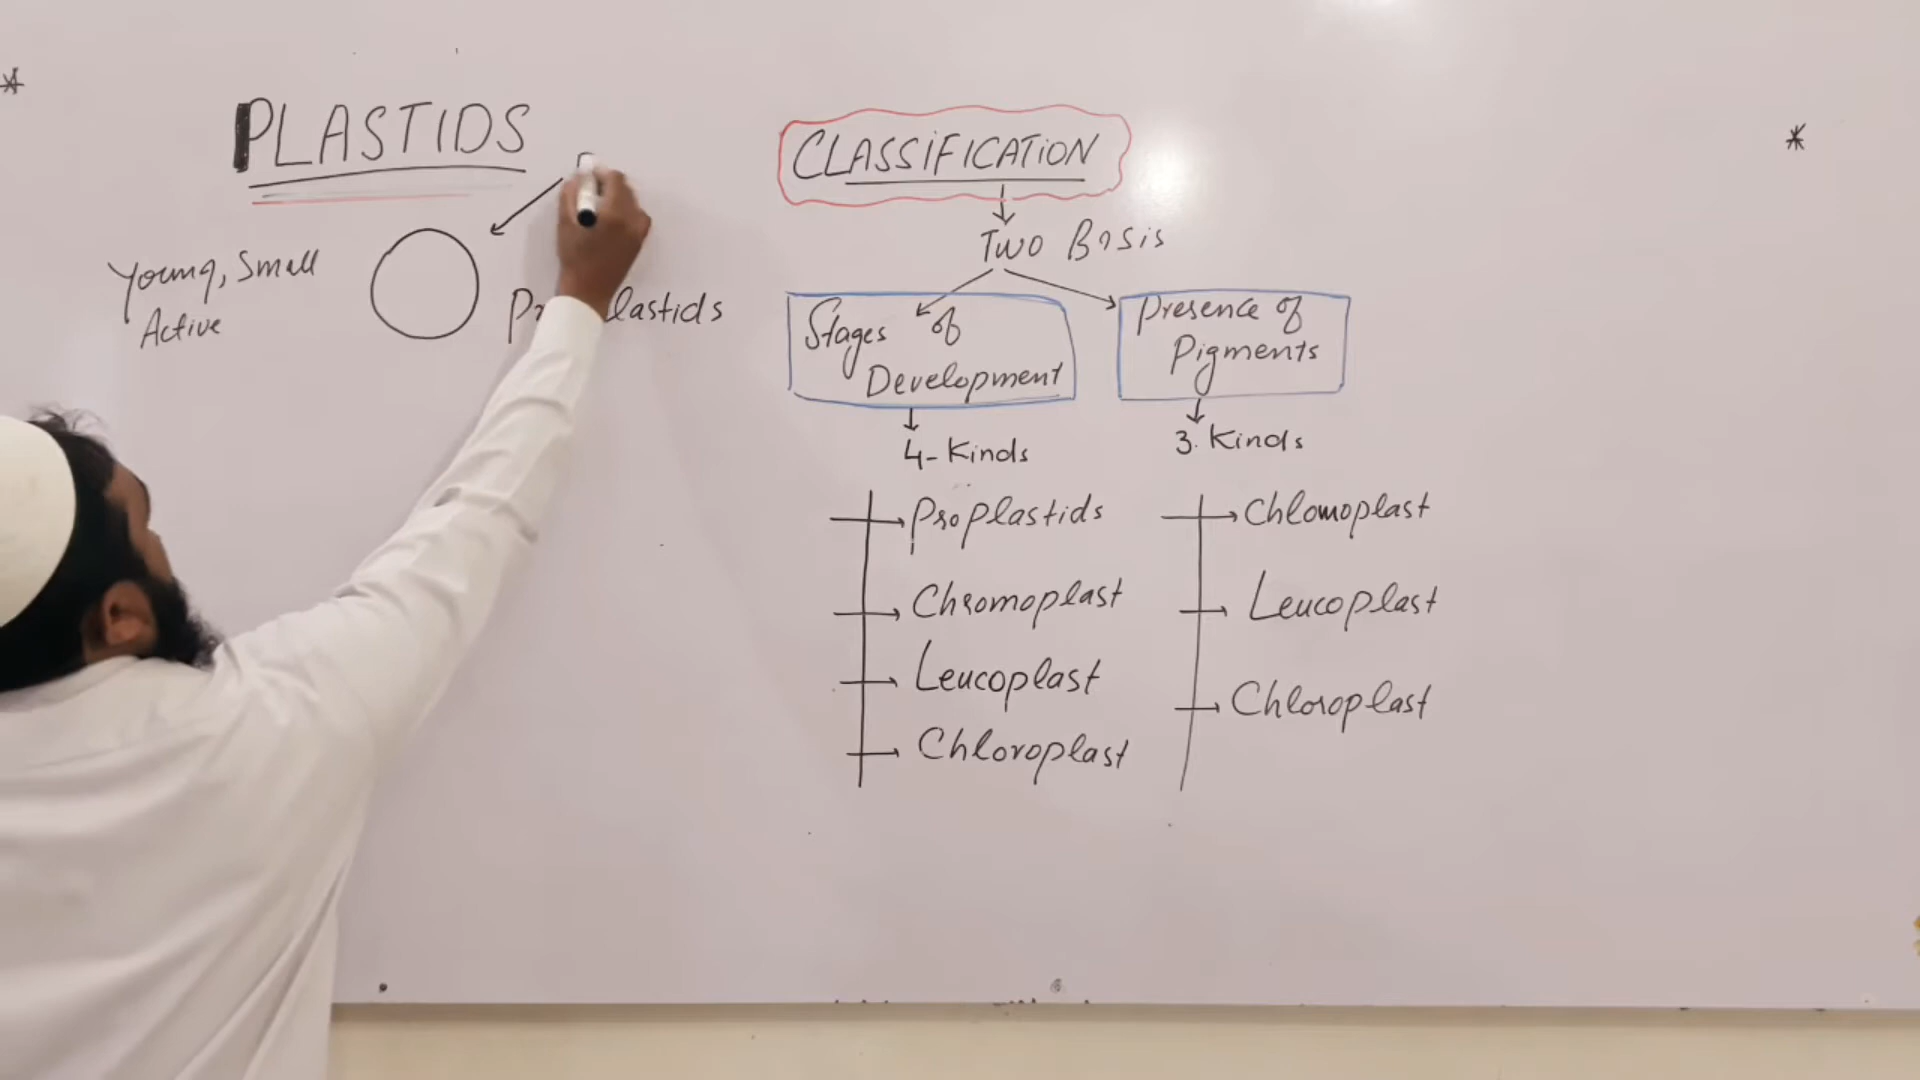 PLASTIDS
Young, Small
Active
lastids
CLASSIFICATION
Two Basis
Stages of
Development
4- Kinds
Proplastids
Chromoplast
Leucoplast
Chloroplast
Presence of
Pigments
3. Kinds
Chlomoplast
Leucoplast
Chloroplast